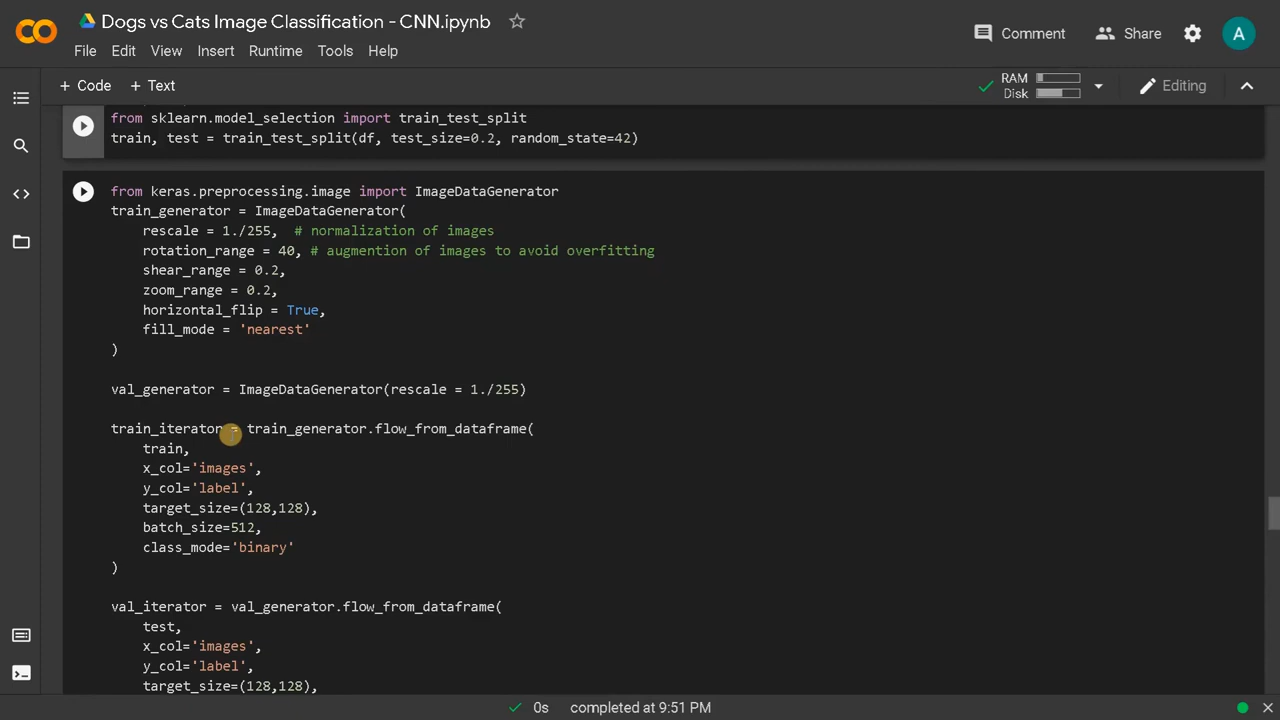 Dogs vs Cats Image Classification - CNN.ipynb
File Edit View Insert Runtime Tools Help
Comment Share A
+ Code + Text
RAM
Disk
Editing
from sklearn.model_selection import train_test_split
train, test = train_test_split(df, test_size=0.2, random_state=42)
from keras.preprocessing.image import ImageDataGenerator
train_generator = ImageDataGenerator(
    rescale = 1./255,  # normalization of images
    rotation_range = 40, # augmention of images to avoid overfitting
    shear_range = 0.2,
    zoom_range = 0.2,
    horizontal_flip = True,
    fill_mode = 'nearest'
)
val_generator = ImageDataGenerator(rescale = 1./255)
train_iterator = train_generator.flow_from_dataframe(
    train,
    x_col='images',
    y_col='label',
    target_size=(128,128),
    batch_size=512,
    class_mode='binary'
)
val_iterator = val_generator.flow_from_dataframe(
    test,
    x_col='images',
    y_col='label',
    target_size=(128,128),
0s completed at 9:51 PM